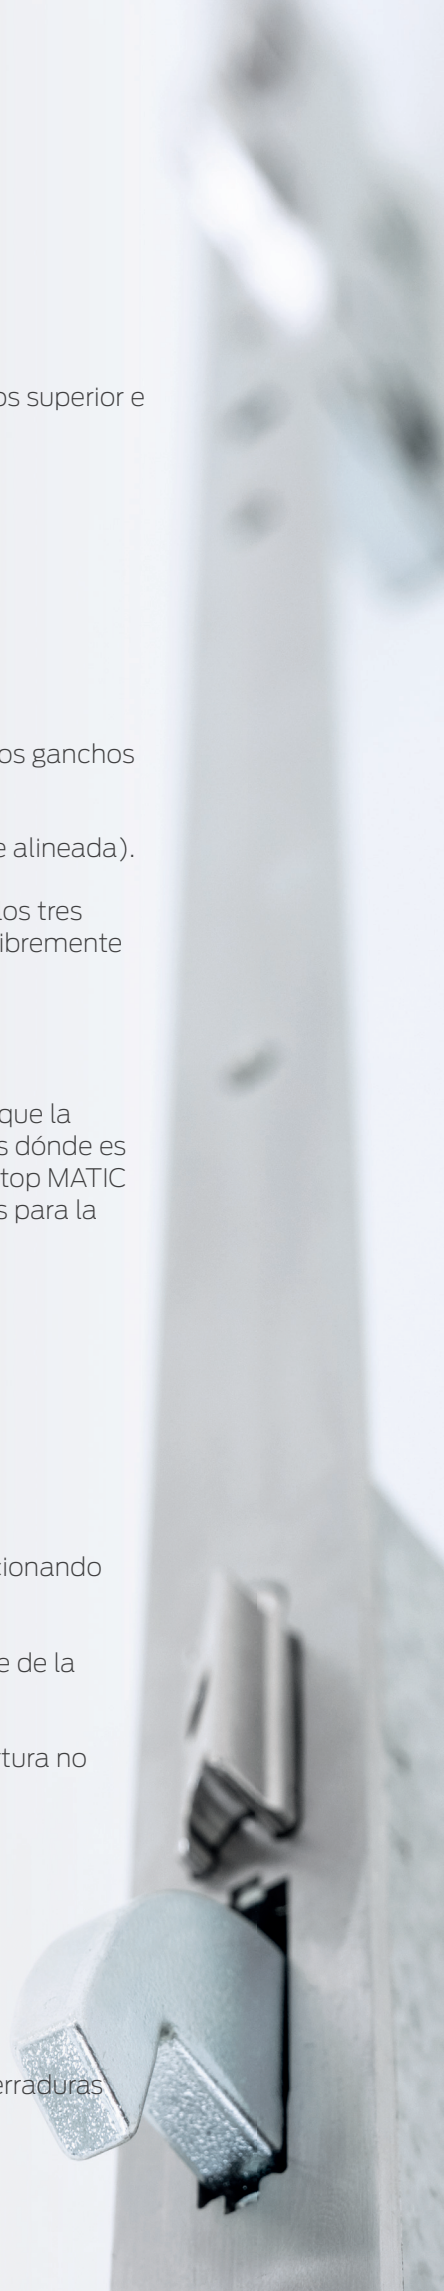 os superior e
os ganchos
e alineada).
los tres
libremente
que la
s dónde es
top MATIC
s para la
cionando
e de la
tura no
erraduras